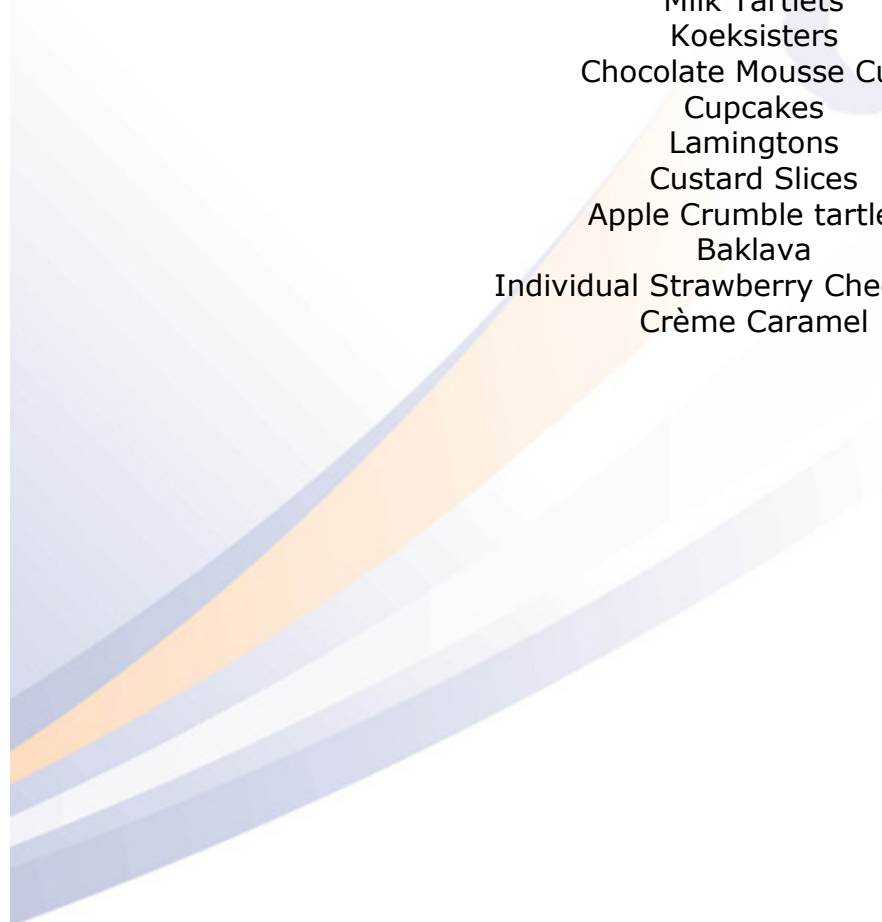 Milk Tartlets
Koeksisters
Chocolate Mousse
Cupcakes
Lamingtons
Custard Slices
Apple Crumble
Baklava
Individual Strawberry
Crème Caramel